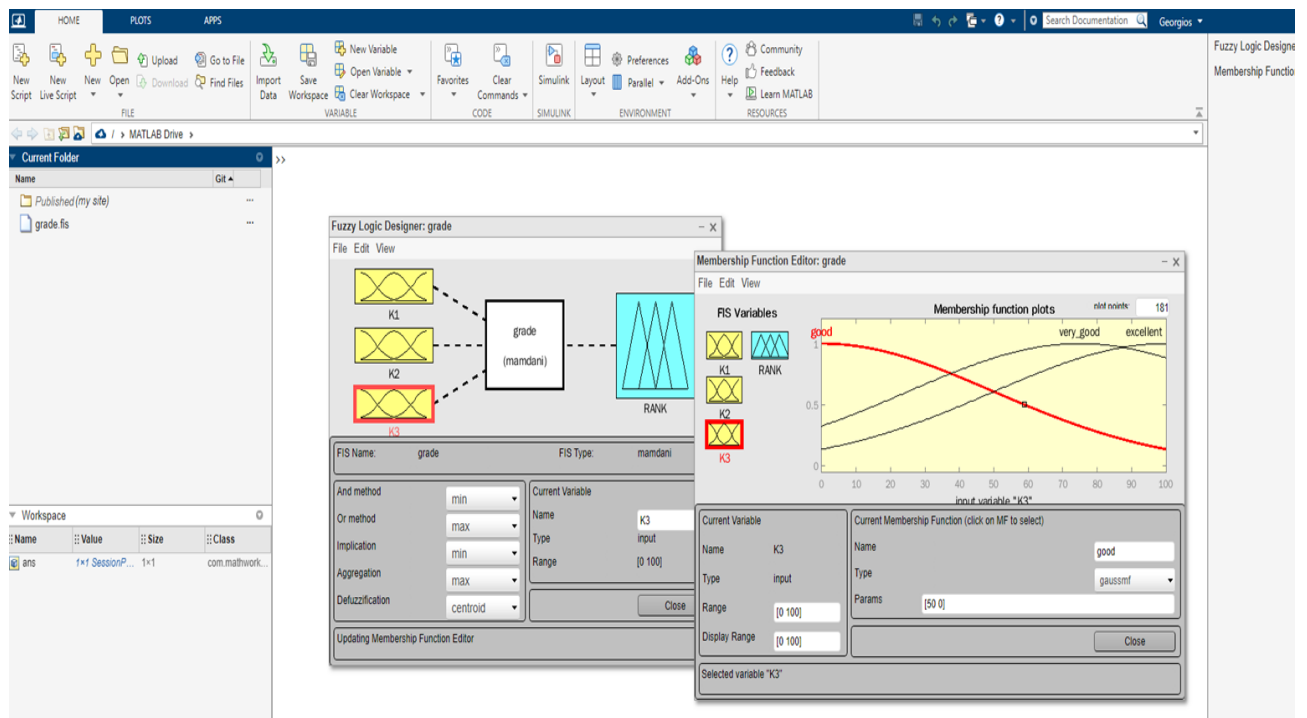 HOME PLOTS APPS
Search Documentation Georgios
New Script
New Live Script
New
Open
Upload
Download
Go to File
Find Files
Import Data
Save Workspace
New Variable
Open Variable
Clear Workspace
Favorites
Clear Commands
Simulink
Layout
Preferences
Parallel
Add-Ons
Help
Community
Feedback
Learn MATLAB
FILE VARIABLE CODE SIMULINK ENVIRONMENT RESOURCES
/ › MATLAB Drive ›
Current Folder
Name Git
Published (my site)
grade.fis
Workspace
Name Value Size Class
ans 1×1 SessionP... 1×1 com.mathwork...
>>
Fuzzy Logic Designer: grade
File Edit View
K1
K2
K3
grade
(mamdani)
RANK
FIS Name: grade FIS Type: mamdani
And method min
Or method max
Implication min
Aggregation max
Defuzzification centroid
Current Variable
Name K3
Type input
Range [0 100]
Close
Updating Membership Function Editor
Membership Function Editor: grade
File Edit View
FIS Variables
K1
RANK
K2
K3
Membership function plots
plot points: 181
good very_good excellent
1
0.5
0
0 10 20 30 40 50 60 70 80 90 100
input variable "K3"
Current Variable
Name K3
Type input
Range [0 100]
Display Range [0 100]
Current Membership Function (click on MF to select)
Name good
Type gaussmf
Params [50 0]
Close
Selected variable "K3"
Fuzzy Logic Designe
Membership Functio